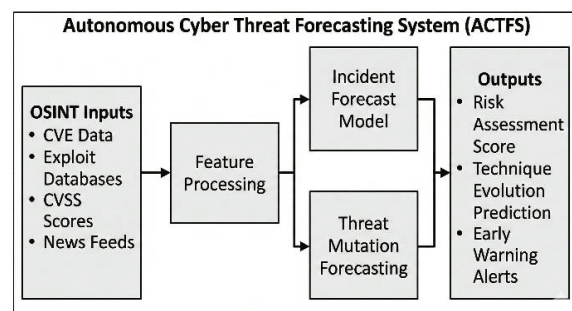 Autonomous Cyber Threat Forecasting System (ACTFS)
OSINT Inputs
• CVE Data
• Exploit
Databases
• CVSS
Scores
• News Feeds
Feature
Processing
Incident
Forecast
Model
Threat
Mutation
Forecasting
Outputs
• Risk
Assessment
Score
• Technique
Evolution
Prediction
• Early
Warning
Alerts